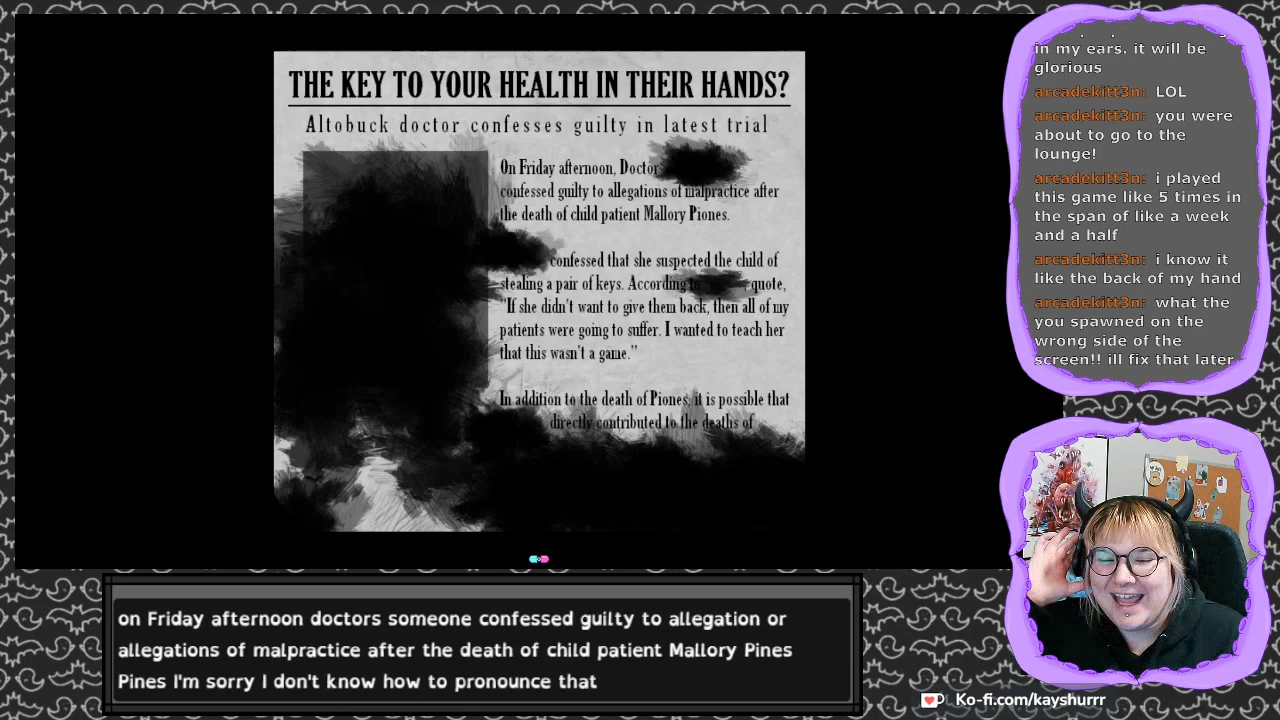 THE KEY TO YOUR HEALTH IN THEIR HANDS?
Altobuck doctor confesses guilty in latest trial
On Friday afternoon, Doctor
confessed guilty to allegations of malpractice after
the death of child patient Mallory Piones.
confessed that she suspected the child of
stealing a pair of keys. According to , quote,
"If she didn't want to give them back, then all of my
patients were going to suffer. I wanted to teach her
that this wasn't a game."
In addition to the death of Piones, it is possible that
directly contributed to the deaths of
in my ears. it will be
glorious
arcadekitt3n: LOL
arcadekitt3n: you were
about to go to the
lounge!
arcadekitt3n: i played
this game like 5 times in
the span of like a week
and a half
arcadekitt3n: i know it
like the back of my hand
arcadekitt3n: what the
you spawned on the
wrong side of the
screen!! ill fix that later
on Friday afternoon doctors someone confessed guilty to allegation or
allegations of malpractice after the death of child patient Mallory Pines
Pines I'm sorry I don't know how to pronounce that
Ko-fi.com/kayshurrr